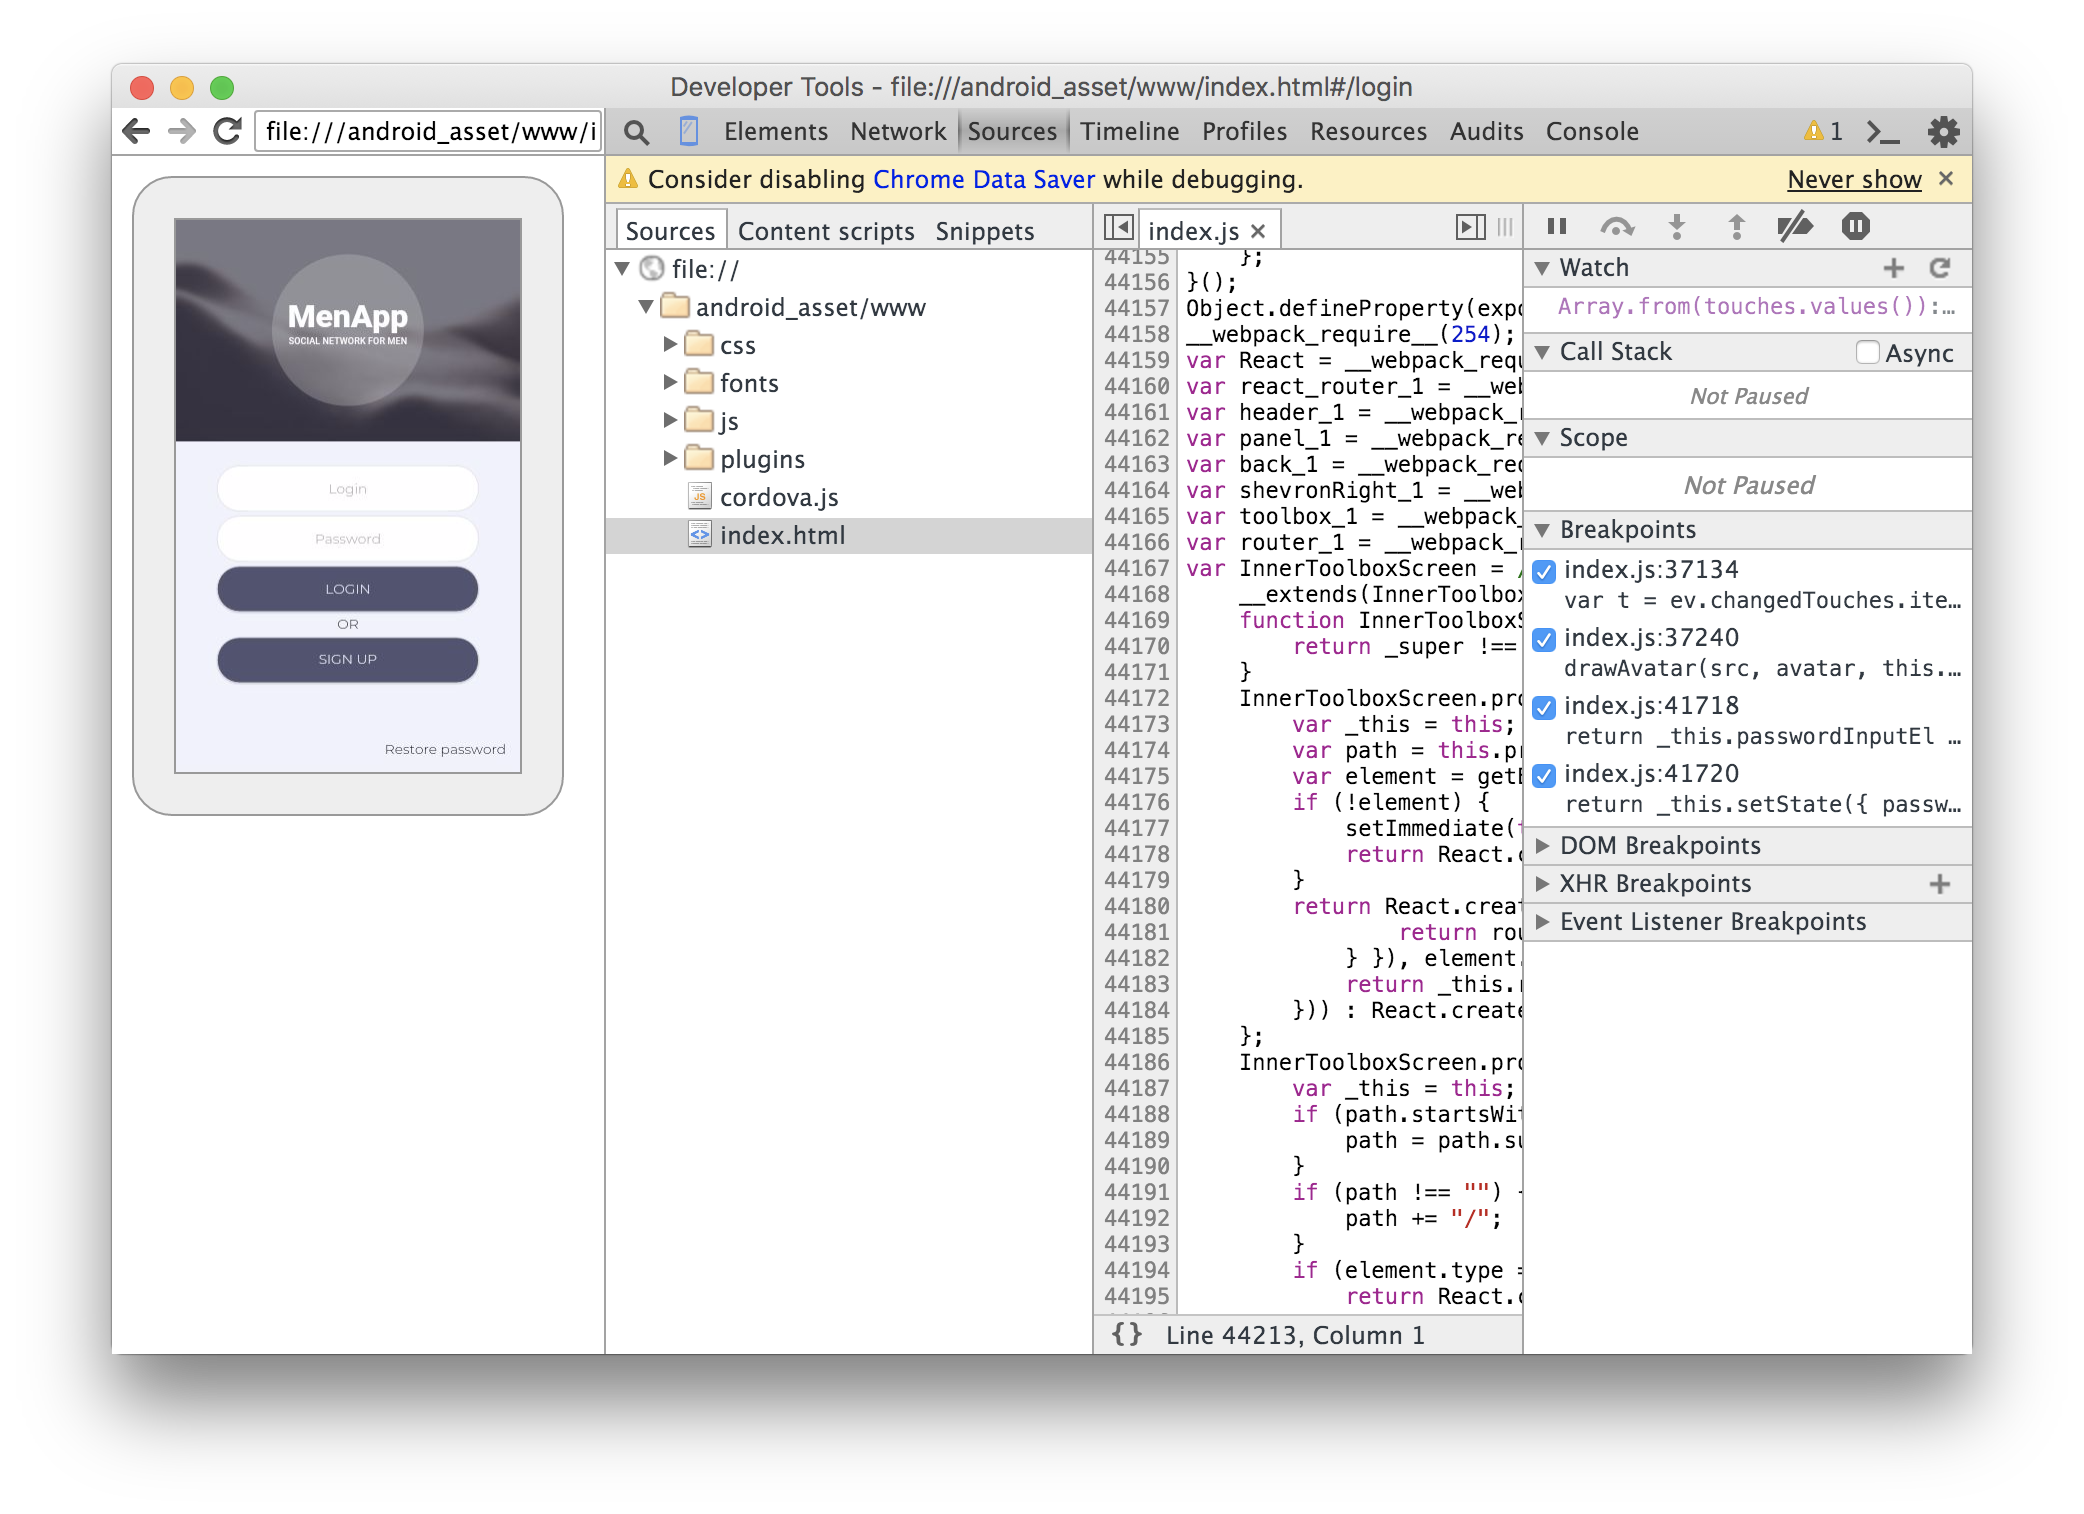 Developer Tools - file:///android_asset/www/index.html#/login
file:///android_asset/www/i
Elements Network Sources Timeline Profiles Resources Audits Console 1
Consider disabling Chrome Data Saver while debugging. Never show
MenApp
SOCIAL NETWORK FOR MEN
Login
Password
LOGIN
OR
SIGN UP
Restore password
Sources Content scripts Snippets
file://
android_asset/www
css
fonts
js
plugins
cordova.js
index.html
index.js
44155 };
44156 }();
44157 Object.defineProperty(expo
44158 __webpack_require__(254);
44159 var React = __webpack_requ
44160 var react_router_1 = __web
44161 var header_1 = __webpack_r
44162 var panel_1 = __webpack_re
44163 var back_1 = __webpack_req
44164 var shevronRight_1 = __web
44165 var toolbox_1 = __webpack_
44166 var router_1 = __webpack_r
44167 var InnerToolboxScreen = /
44168 __extends(InnerToolbox
44169 function InnerToolboxS
44170 return _super !==
44171 }
44172 InnerToolboxScreen.pro
44173 var _this = this;
44174 var path = this.pr
44175 var element = getE
44176 if (!element) {
44177 setImmediate(
44178 return React.c
44179 }
44180 return React.creat
44181 return rou
44182 } }), element.
44183 return _this.r
44184 })) : React.create
44185 };
44186 InnerToolboxScreen.pro
44187 var _this = this;
44188 if (path.startsWit
44189 path = path.su
44190 }
44191 if (path !== "") {
44192 path += "/";
44193 }
44194 if (element.type =
44195 return React.c
{} Line 44213, Column 1
Watch
Array.from(touches.values()):…
Call Stack Async
Not Paused
Scope
Not Paused
Breakpoints
index.js:37134
var t = ev.changedTouches.ite…
index.js:37240
drawAvatar(src, avatar, this.…
index.js:41718
return _this.passwordInputEl …
index.js:41720
return _this.setState({ passw…
DOM Breakpoints
XHR Breakpoints
Event Listener Breakpoints